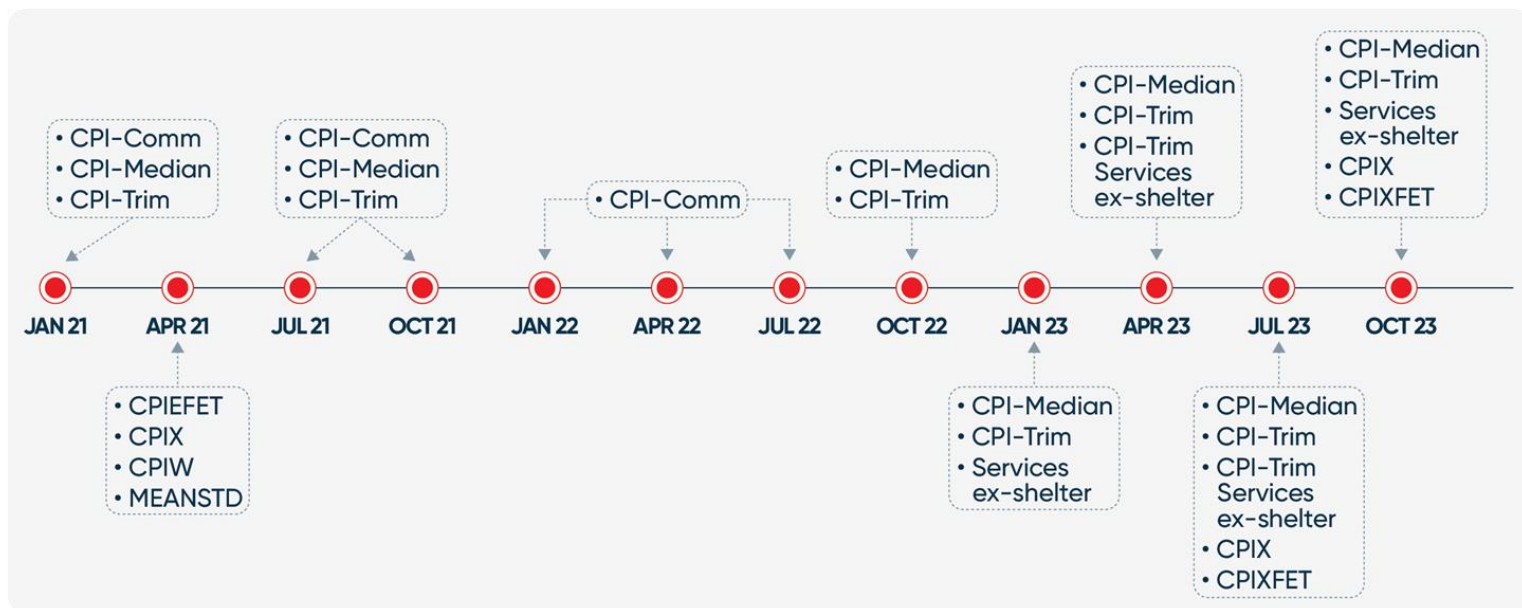 • CPI-Comm
• CPI-Median
• CPI-Trim
• CPI-Comm
• CPI-Median
• CPI-Trim
• CPI-Comm
• CPI-Median
• CPI-Trim
• CPI-Median
• CPI-Trim
• CPI-Trim
Services
ex-shelter
• CPI-Median
• CPI-Trim
• Services
ex-shelter
• CPIX
• CPIXFET
JAN 21
APR 21
JUL 21
OCT 21
JAN 22
APR 22
JUL 22
OCT 22
JAN 23
APR 23
JUL 23
OCT 23
• CPIEFET
• CPIX
• CPIW
• MEANSTD
• CPI-Median
• CPI-Trim
• Services
ex-shelter
• CPI-Median
• CPI-Trim
• CPI-Trim
Services
ex-shelter
• CPIX
• CPIXFET